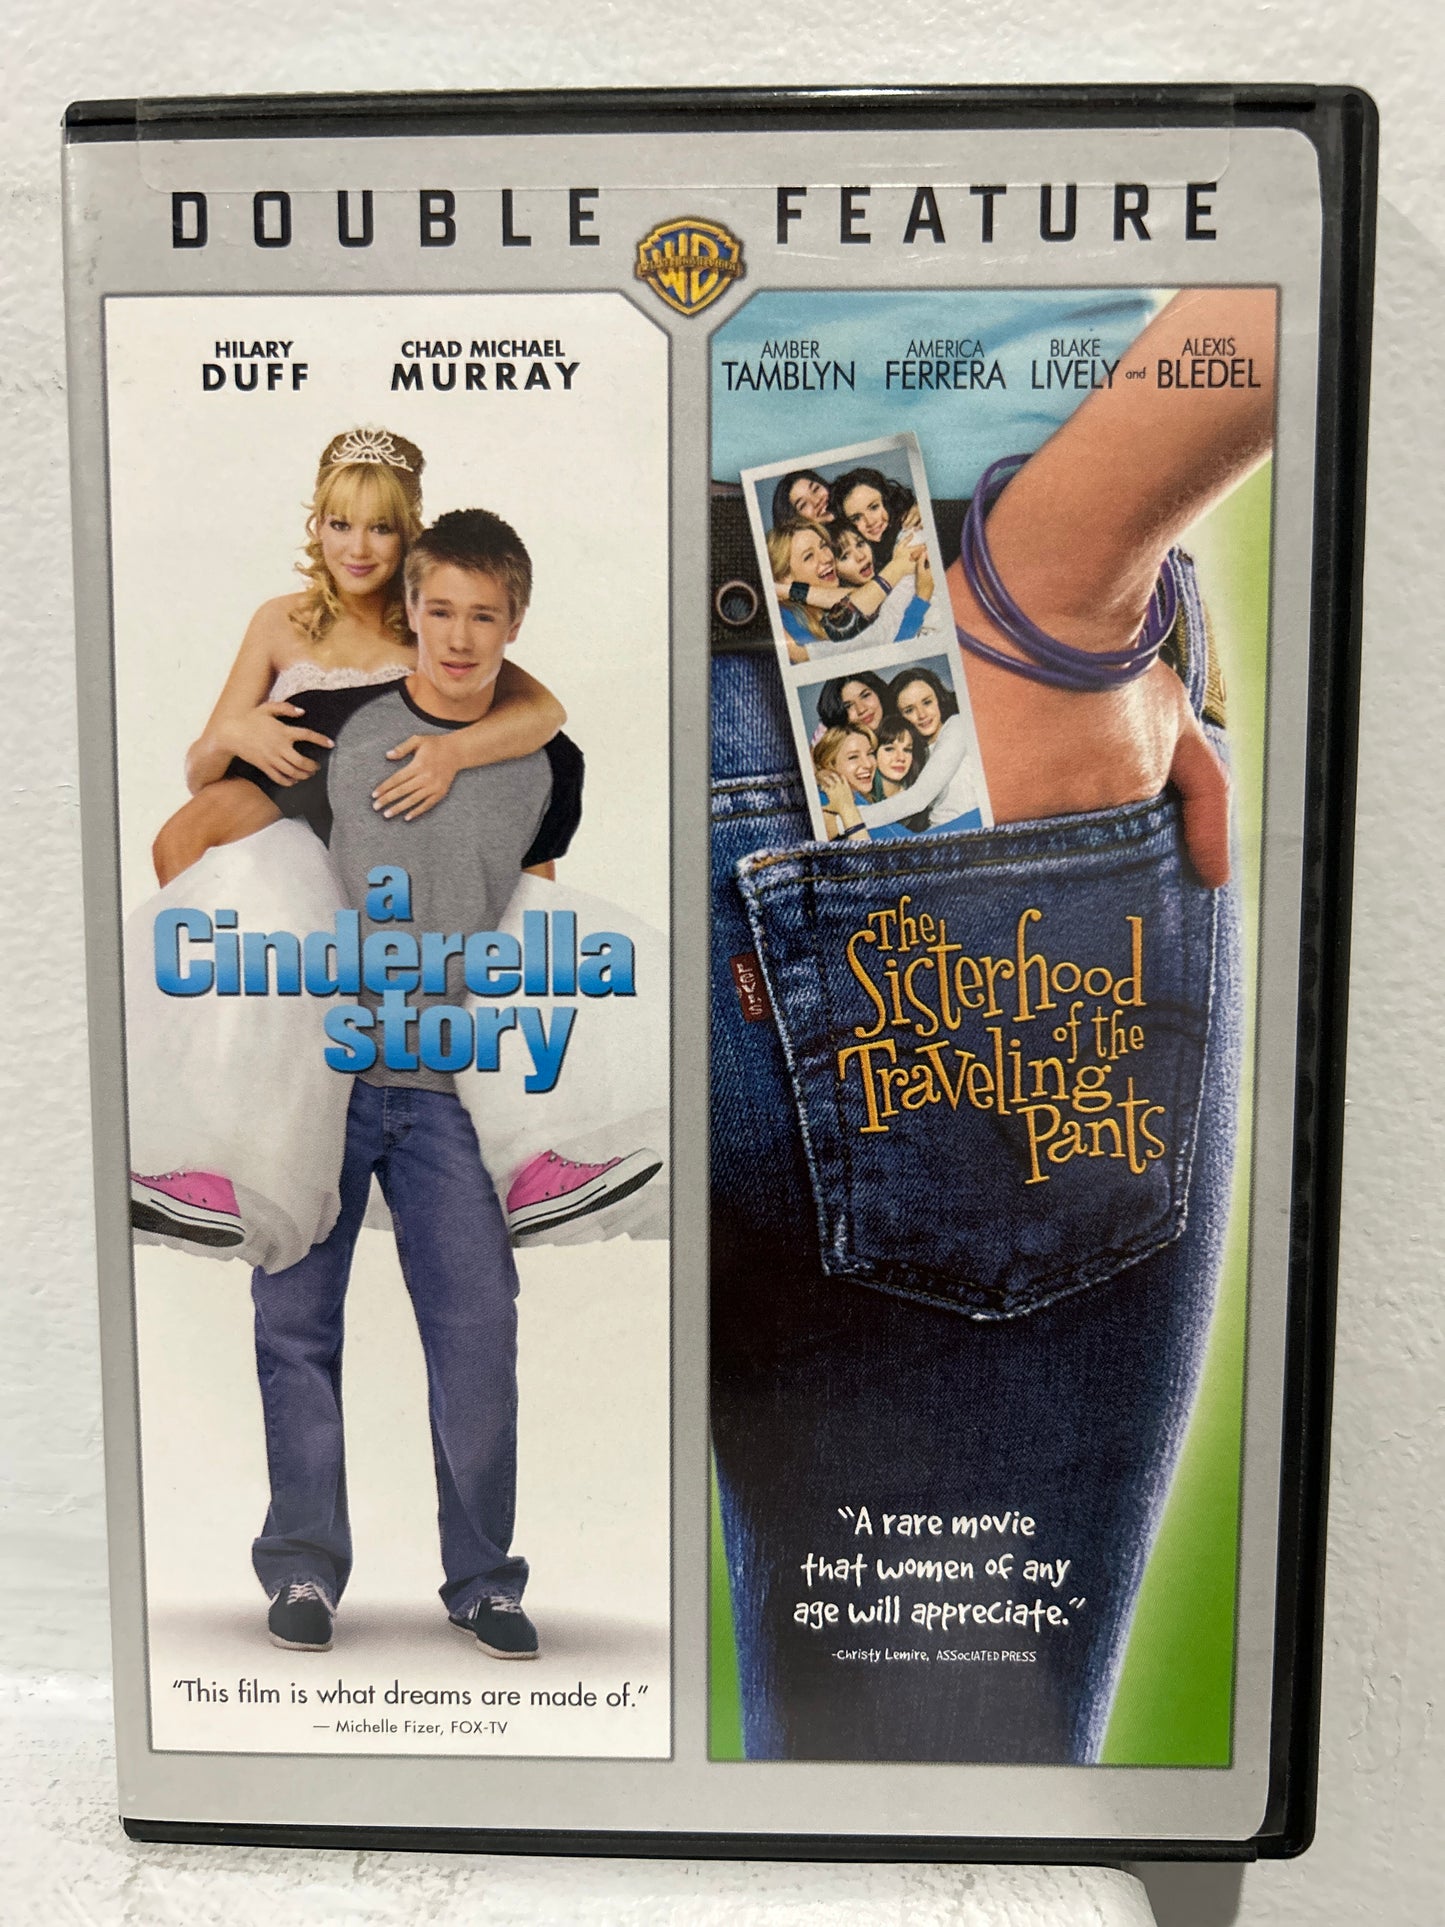 DOUBLE FEATURE
WB
HILARY DUFF
CHAD MICHAEL MURRAY
a
Cinderella
story
"This film is what dreams are made of."
— Michelle Fizer, FOX-TV
AMBER TAMBLYN
AMERICA FERRERA
BLAKE LIVELY
and
ALEXIS BLEDEL
The
Sisterhood
of the
Traveling
Pants
"A rare movie
that women of any
age will appreciate."
-Christy Lemire, ASSOCIATED PRESS